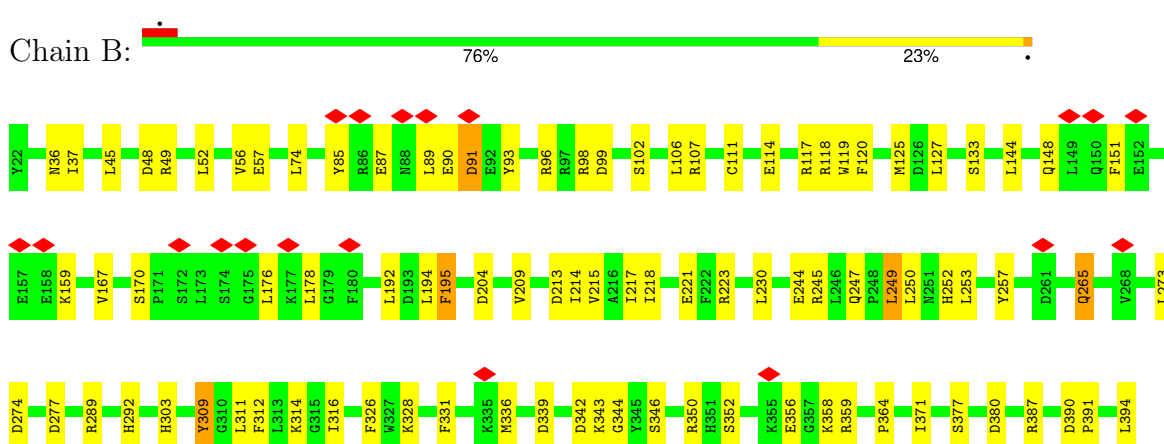 Chain B:
76% 23%
Y22 N36 I37 L45 D48 R49 L52 V56 E57 L74 Y85 R86 E87 N88 L89 E90 D91 E92 Y93 R96 R97 R98 D99 S102 L106 R107 C111 E114 R117 R118 W119 F120 M125 D126 L127 S133 L144 Q148 L149 Q150 F151 E152
E157 E158 K159 V167 S170 P171 S172 L173 S174 G175 L176 K177 L178 G179 F180 L192 D193 L194 F195 D204 V209 D213 I214 V215 A216 I217 I218 E221 F222 R223 L230 E244 R245 L246 Q247 P248 L249 L250 N251 H252 L253 Y257 D261 Q265 V268 L273
D274 D277 R289 H292 H303 Y309 G310 L311 F312 L313 K314 G315 I316 F326 W327 K328 F331 K335 M336 D339 D342 K343 G344 Y345 S346 R350 H351 S352 K355 E356 G357 K358 R359 P364 I371 S377 D380 R387 D390 P391 L394